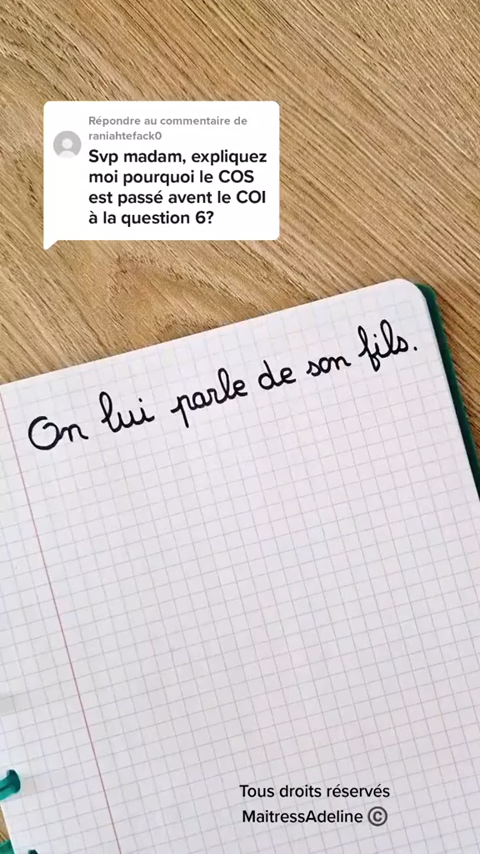 Répondre au commentaire de
raniahtefack0
Svp madam, expliquez
moi pourquoi le COS
est passé avent le COI
à la question 6?
On lui parle de son fils.
Tous droits réservés
MaitressAdeline ©